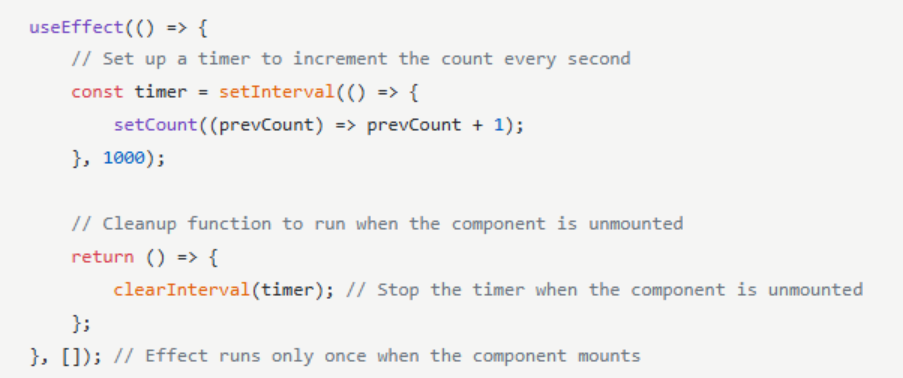 useEffect(() => {
    // Set up a timer to increment the count every second
    const timer = setInterval(() => {
        setCount((prevCount) => prevCount + 1);
    }, 1000);

    // Cleanup function to run when the component is unmounted
    return () => {
        clearInterval(timer); // Stop the timer when the component is unmounted
    };
}, []); // Effect runs only once when the component mounts